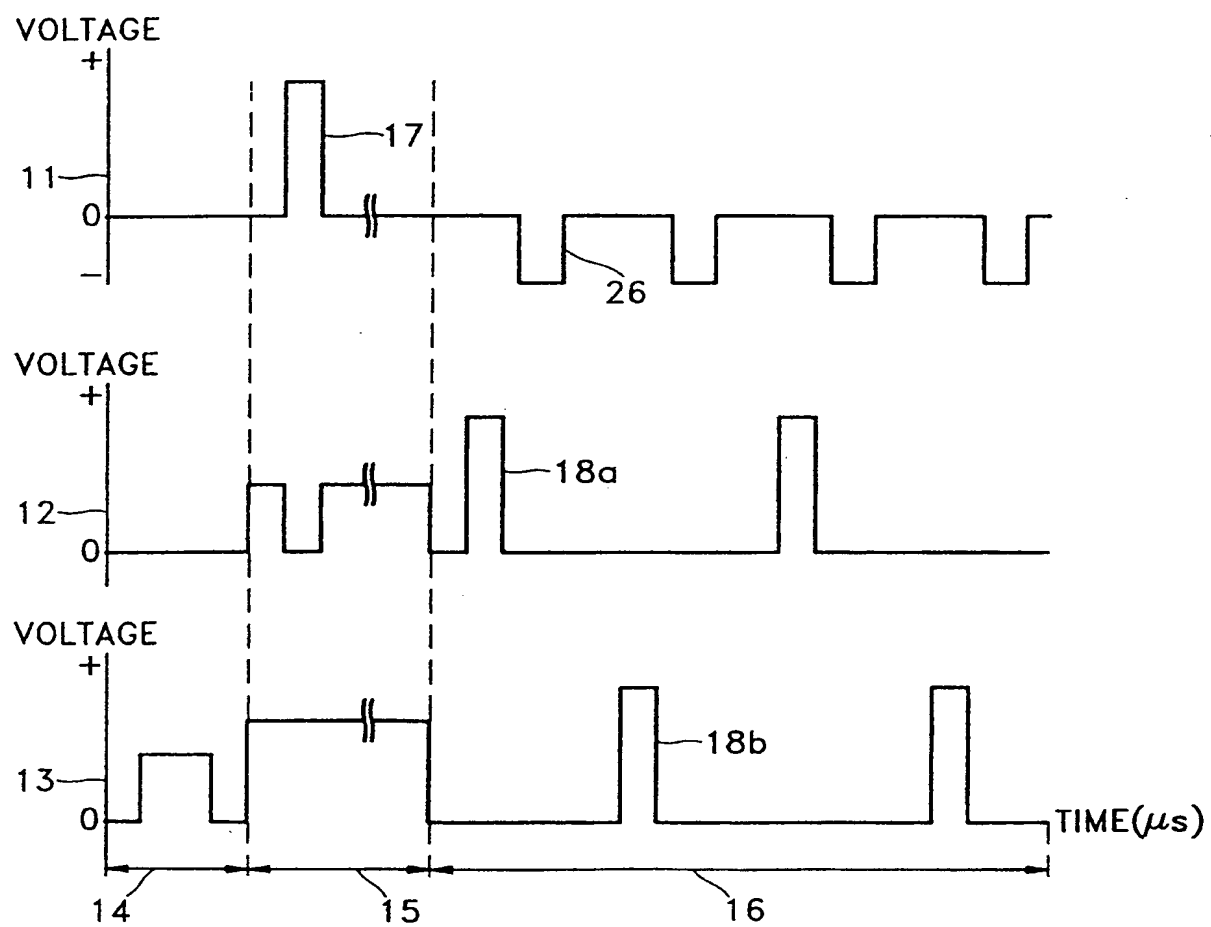 VOLTAGE
+
17
11
0
−
26
VOLTAGE
+
18a
12
0
VOLTAGE
+
18b
13
0
TIME(μs)
14
15
16